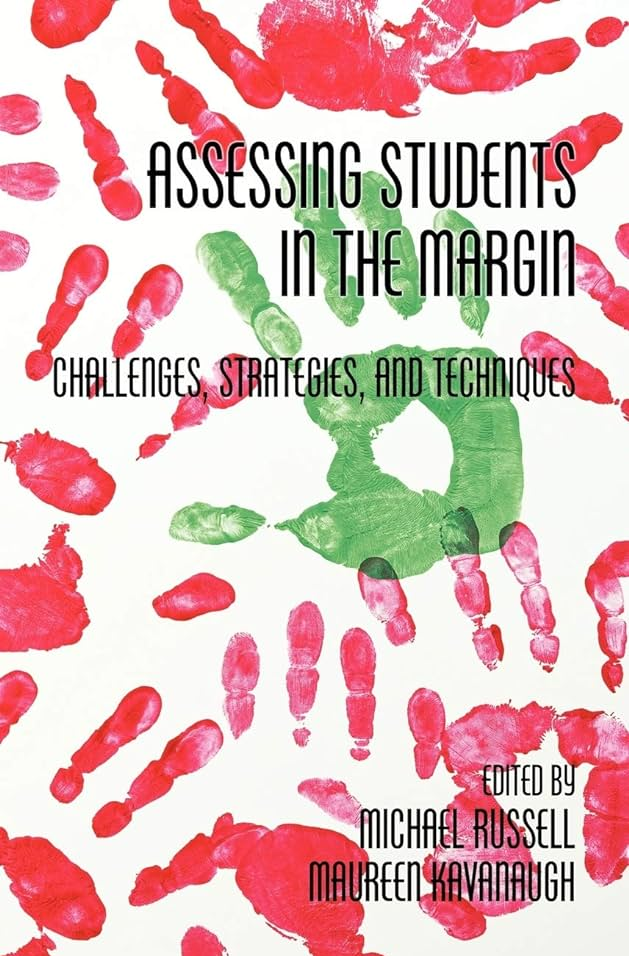 ASSESSING STUDENTS
IN THE MARGIN
CHALLENGES, STRATEGIES, AND TECHNIQUES
EDITED BY
MICHAEL RUSSELL
MAUREEN KAVANAUGH